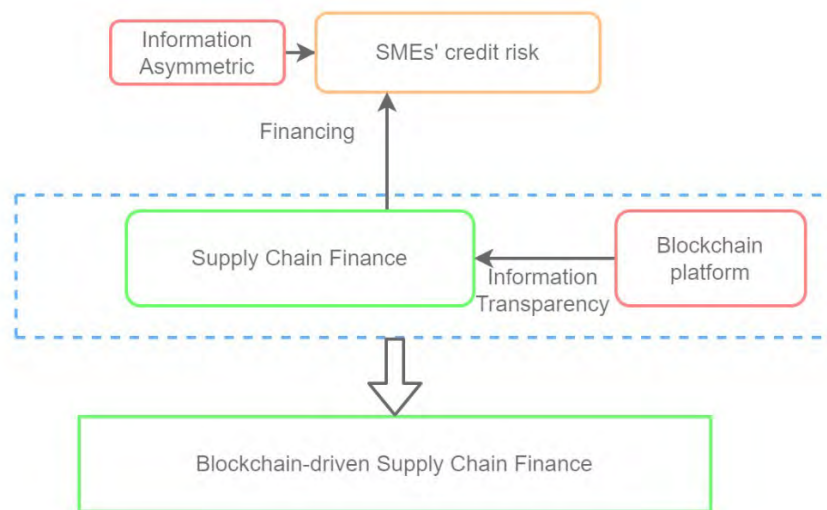 Information
Asymmetric
SMEs' credit risk
Financing
Supply Chain Finance
Information
Transparency
Blockchain
platform
Blockchain-driven Supply Chain Finance